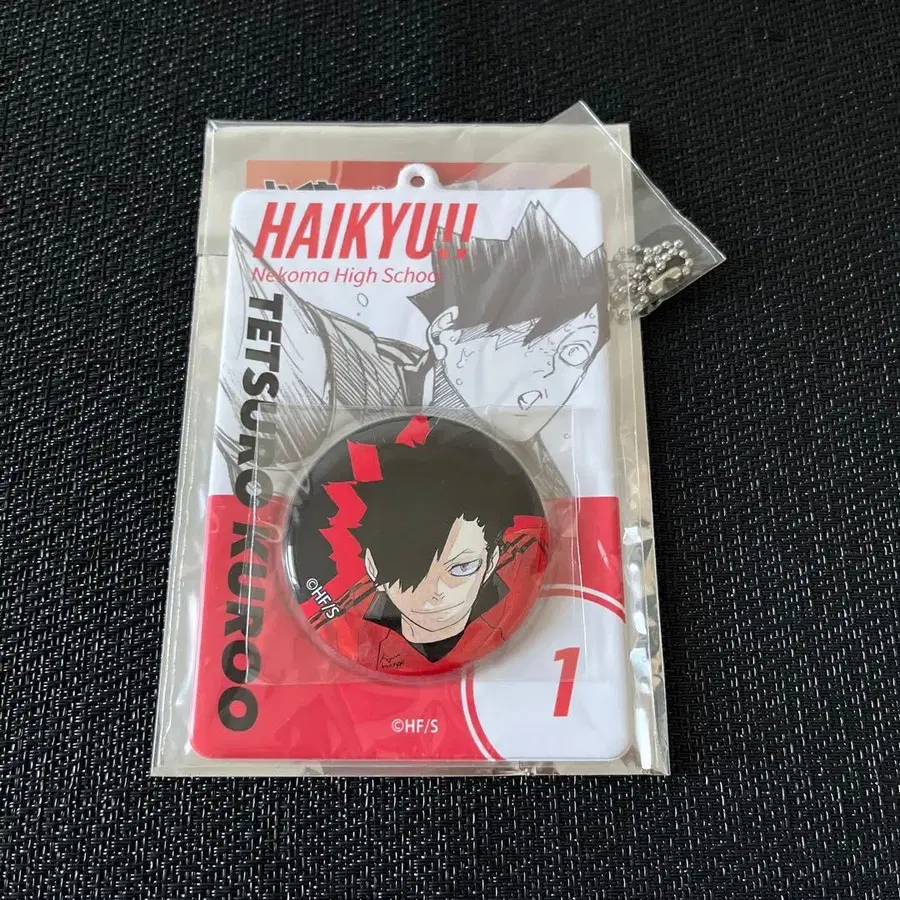 HAIKYU!!
Nekoma High School
TETSURO KUROO
©HF/S
1
©HF/S